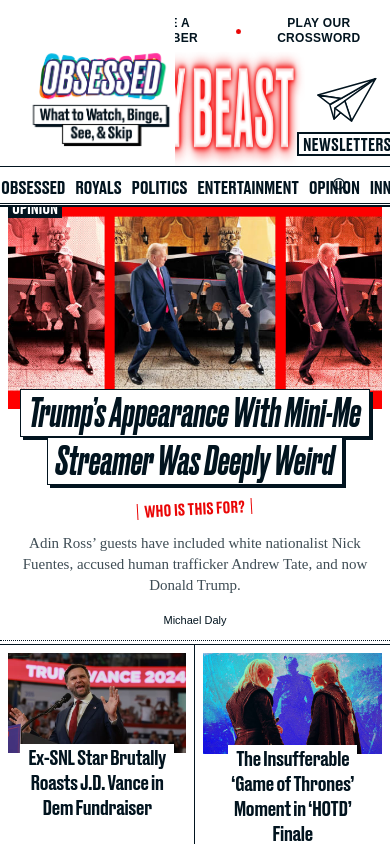 E A
BER
PLAY OUR
CROSSWORD
OBSESSED
What to Watch, Binge,
See, & Skip
Y BEAST
NEWSLETTERS
OBSESSED ROYALS POLITICS ENTERTAINMENT OPINION INN
OPINION
Trump’s Appearance With Mini-Me
Streamer Was Deeply Weird
WHO IS THIS FOR?
Adin Ross’ guests have included white nationalist Nick
Fuentes, accused human trafficker Andrew Tate, and now
Donald Trump.
Michael Daly
TRUMP VANCE 2024
Ex-SNL Star Brutally
Roasts J.D. Vance in
Dem Fundraiser
The Insufferable
‘Game of Thrones’
Moment in ‘HOTD’
Finale